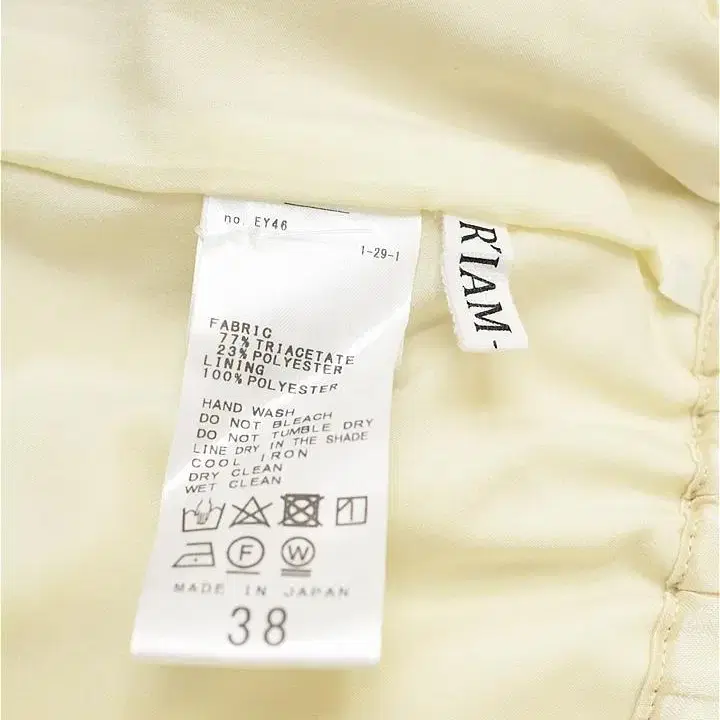 no. EY46
1-29-1
R'IAM-
FABRIC
77% TRIACETATE
23% POLYESTER
LINING
100% POLYESTER
HAND WASH
DO NOT BLEACH
DO NOT TUMBLE DRY
LINE DRY IN THE SHADE
COOL IRON
DRY CLEAN
WET CLEAN
F W
MADE IN JAPAN
38